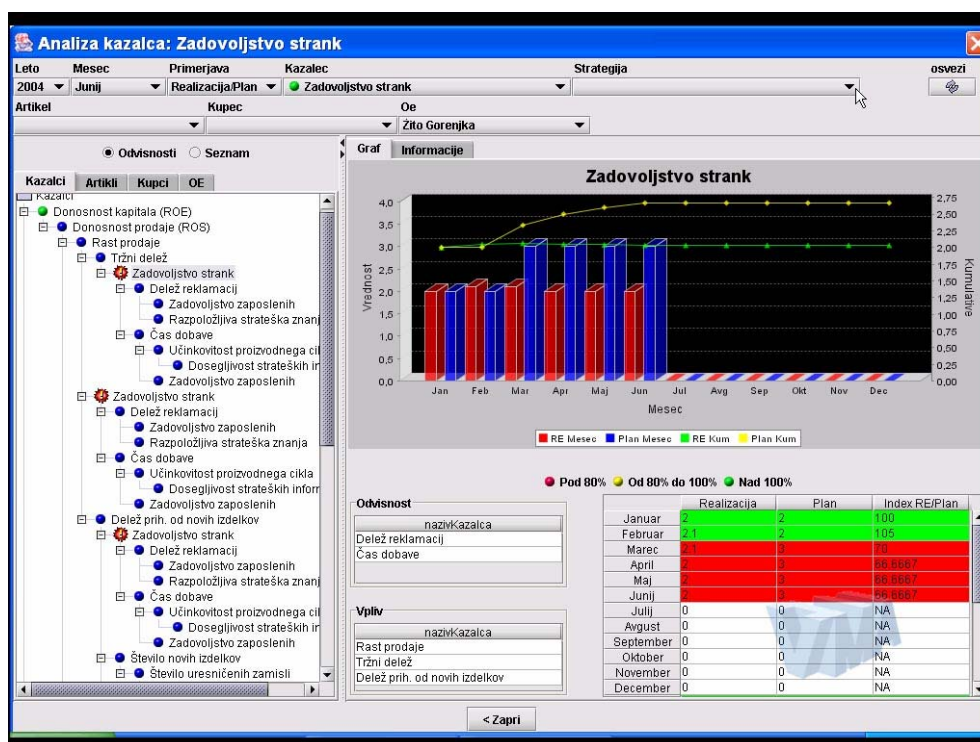 Analiza kazalca: Zadovoljstvo strank
Leto Mesec Primerjava Kazalec Strategija osvezi
2004 Junij Realizacija/Plan Zadovoljstvo strank
Artikel Kupec Oe
Žito Gorenjka
Odvisnosti Seznam
Kazalci Artikli Kupci OE
Kazalci
Donosnost kapitala (ROE)
Donosnost prodaje (ROS)
Rast prodaje
Tržni delež
Zadovoljstvo strank
Delež reklamacij
Zadovoljstvo zaposlenih
Razpoložljiva strateška znanj
Čas dobave
Učinkovitost proizvodnega cil
Dosegljivost strateških ir
Zadovoljstvo zaposlenih
Zadovoljstvo strank
Delež reklamacij
Zadovoljstvo zaposlenih
Razpoložljiva strateška znanja
Čas dobave
Učinkovitost proizvodnega cikla
Dosegljivost strateških inforr
Zadovoljstvo zaposlenih
Delež prih. od novih izdelkov
Zadovoljstvo strank
Delež reklamacij
Zadovoljstvo zaposlenih
Razpoložljiva strateška znanj
Čas dobave
Učinkovitost proizvodnega cil
Dosegljivost strateških ir
Zadovoljstvo zaposlenih
Število novih izdelkov
Število uresničenih zamisli
Graf Informacije
Zadovoljstvo strank
4,0
3,5
3,0
2,5
2,0
1,5
1,0
0,5
0,0
Vrednost
2,75
2,50
2,25
2,00
1,75
1,50
1,25
1,00
0,75
0,50
0,25
0,00
Kumulative
Jan Feb Mar Apr Maj Jun Jul Avg Sep Okt Nov Dec
Mesec
RE Mesec Plan Mesec RE Kum Plan Kum
Pod 80% Od 80% do 100% Nad 100%
Odvisnost
nazivKazalca
Delež reklamacij
Čas dobave
Vpliv
nazivKazalca
Rast prodaje
Tržni delež
Delež prih. od novih izdelkov
Realizacija Plan Index RE/Plan
Januar 2 2 100
Februar 2.1 2 105
Marec 2.1 3 70
April 2 3 66.6667
Maj 2 3 66.6667
Junij 2 3 66.6667
Julij 0 0 NA
Avgust 0 0 NA
September 0 0 NA
Oktober 0 0 NA
November 0 0 NA
December 0 0 NA
< Zapri